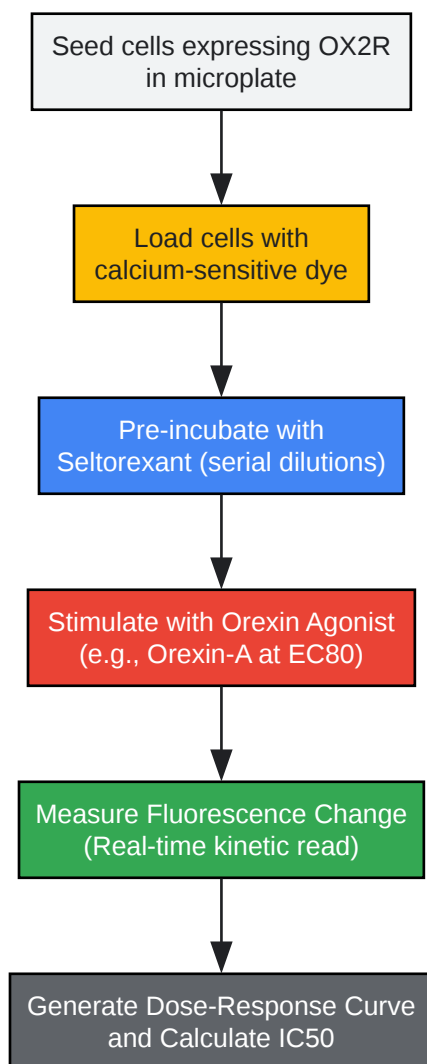 Seed cells expressing OX2R
in microplate
Load cells with
calcium-sensitive dye
Pre-incubate with
Seltorexant (serial dilutions)
Stimulate with Orexin Agonist
(e.g., Orexin-A at EC80)
Measure Fluorescence Change
(Real-time kinetic read)
Generate Dose-Response Curve
and Calculate IC50